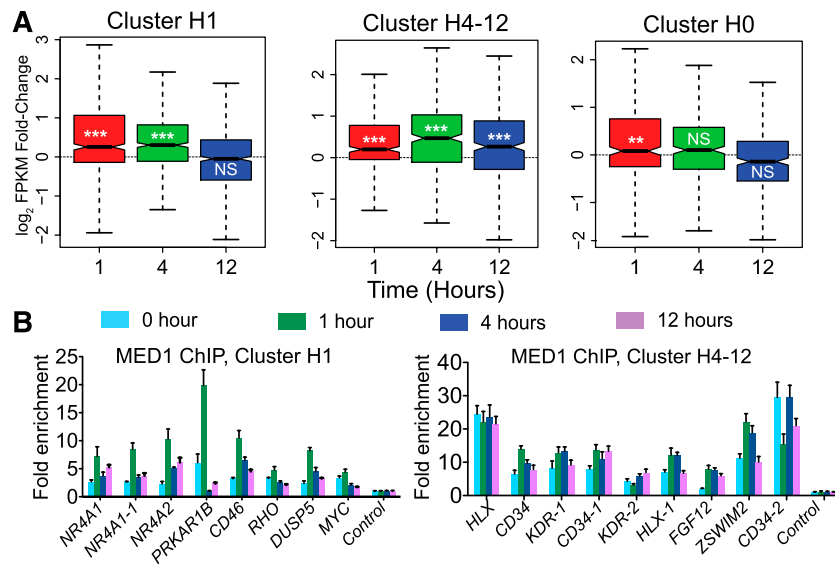 A
Cluster H1
Cluster H4-12
Cluster H0
log2 FPKM Fold-Change
3
2
1
0
−1
−2
***
***
NS
1
4
12
2
1
0
−1
−2
***
***
***
1
4
12
2
1
0
−1
−2
**
NS
NS
1
4
12
Time (Hours)
B
0 hour
1 hour
4 hours
12 hours
MED1 ChIP, Cluster H1
Fold enrichment
25
20
15
10
5
0
NR4A1
NR4A1-1
NR4A2
PRKAR1B
CD46
RHO
DUSP5
MYC
Control
MED1 ChIP, Cluster H4-12
Fold enrichment
40
30
20
10
0
HLX
CD34
KDR-1
CD34-1
KDR-2
HLX-1
FGF12
ZSWIM2
CD34-2
Control